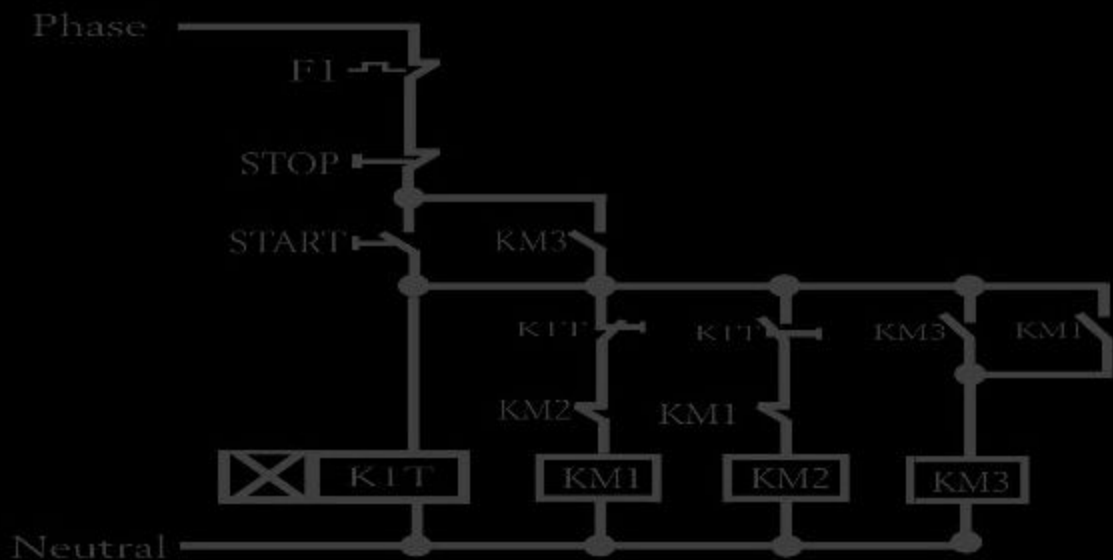 Phase
F1
STOP
START
KM3
K1T
K1T
KM3
KM1
KM2
KM1
K1T
KM1
KM2
KM3
Neutral